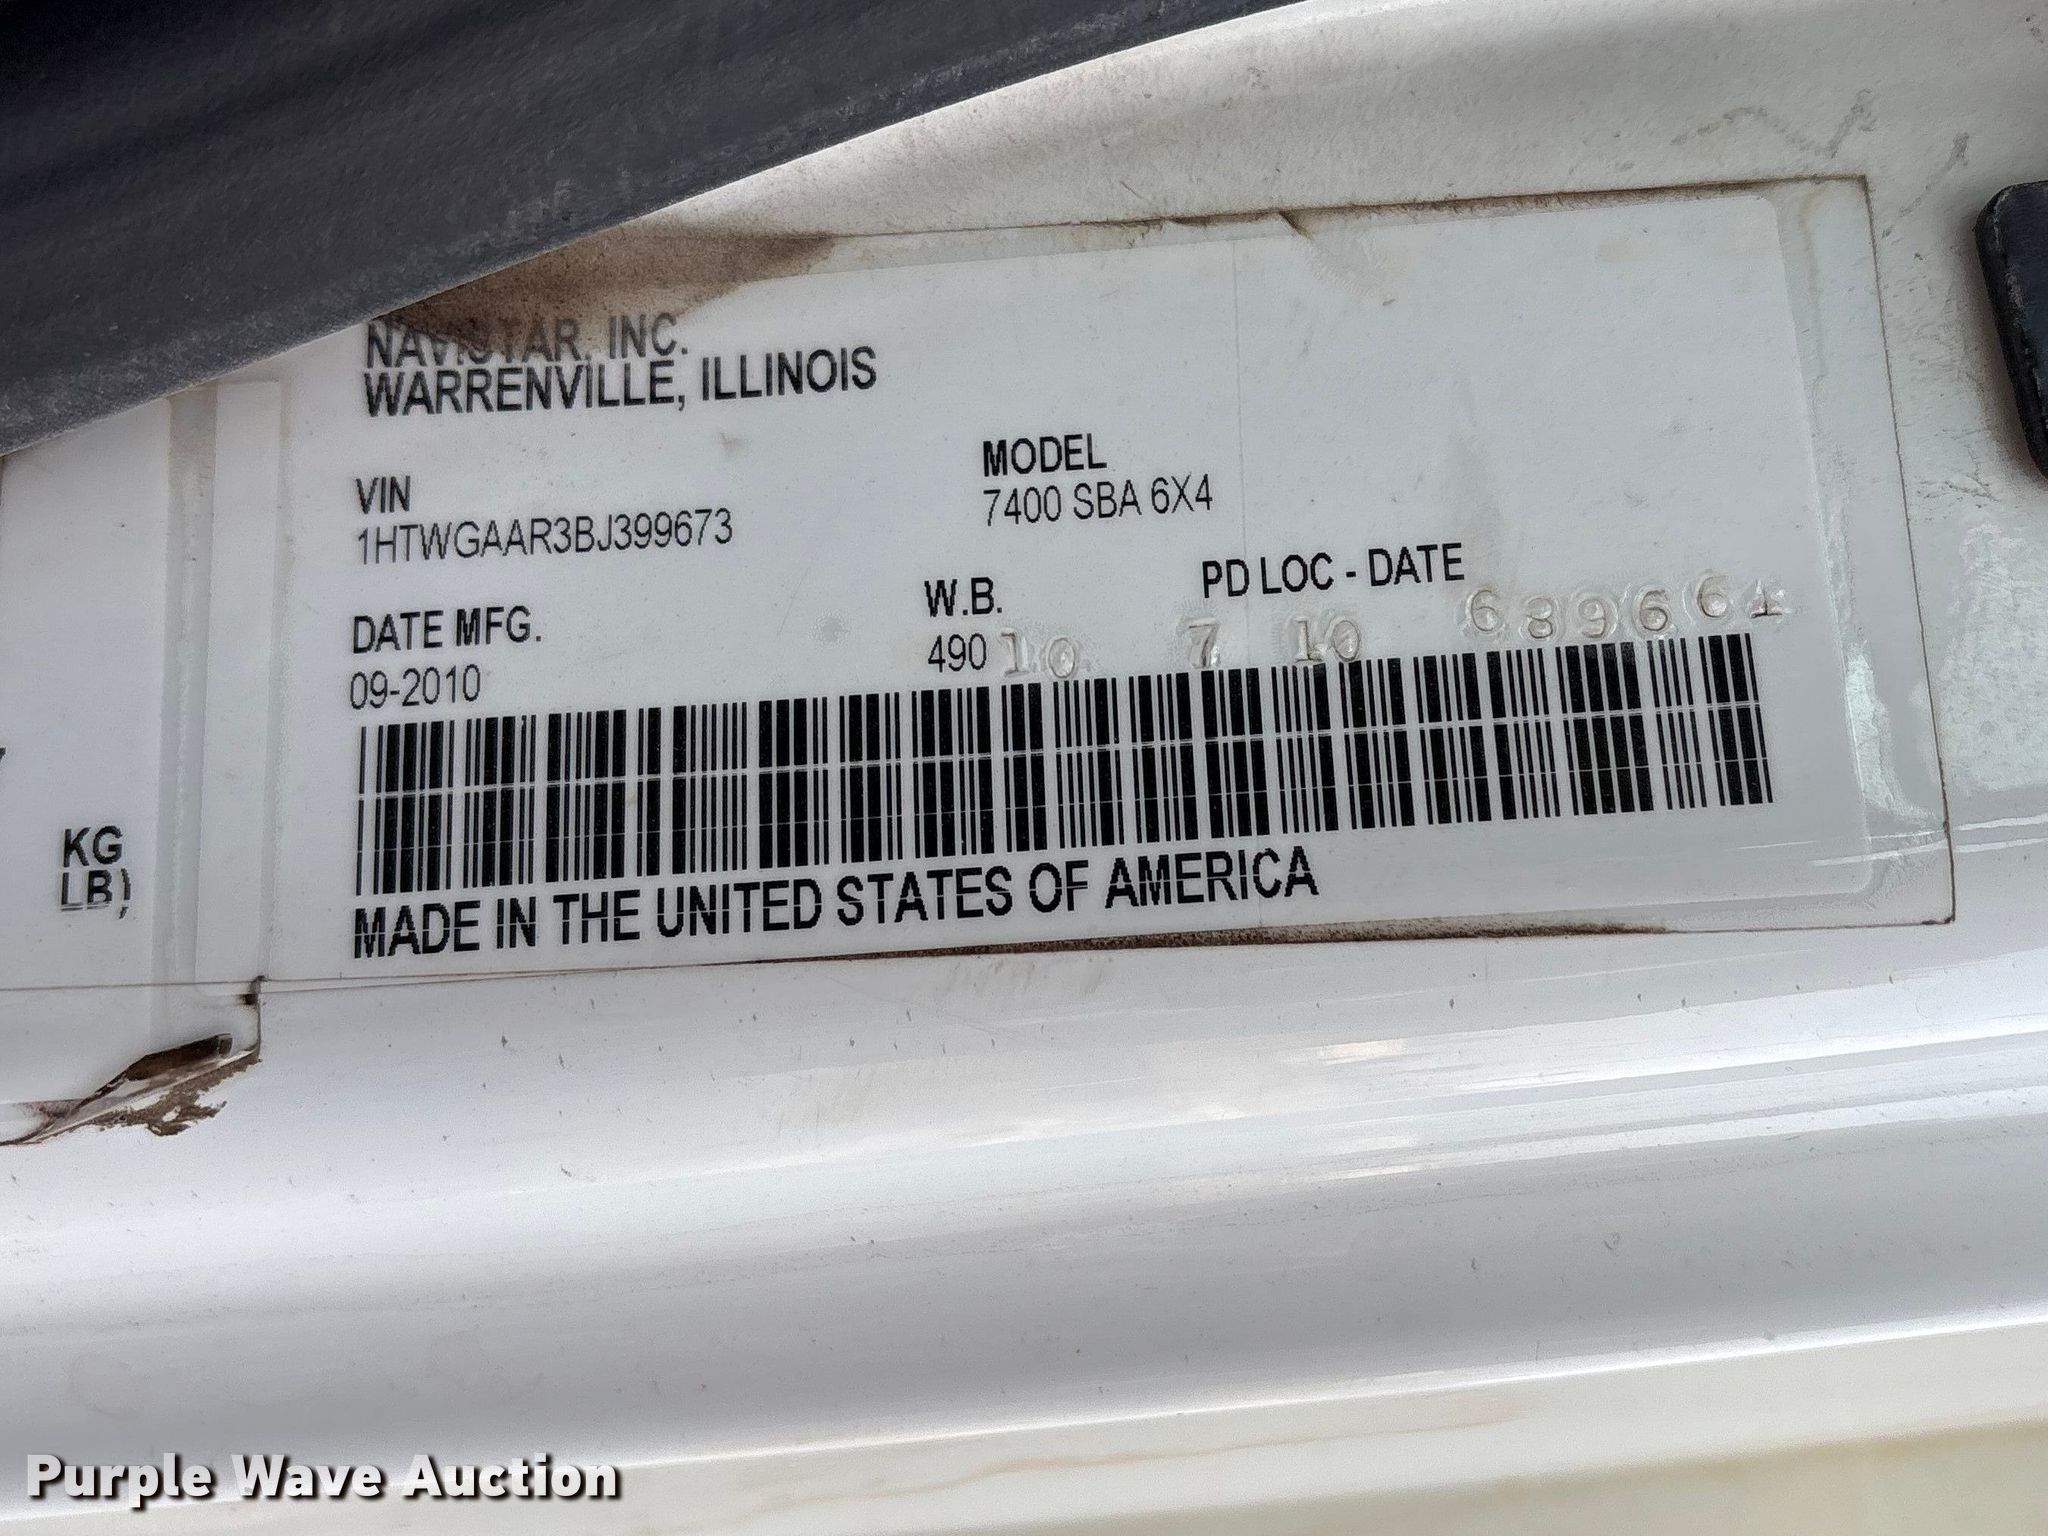 NAVISTAR, INC.
WARRENVILLE, ILLINOIS
VIN
1HTWGAAR3BJ399673
MODEL
7400 SBA 6X4
DATE MFG.
09-2010
W.B.
490
PD LOC - DATE
10 7 10 6896661
MADE IN THE UNITED STATES OF AMERICA
KG
LB)
Purple Wave Auction